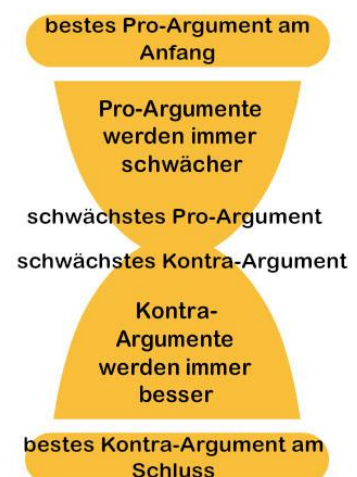 bestes Pro-Argument am
Anfang
Pro-Argumente
werden immer
schwächer
schwächstes Pro-Argument
schwächstes Kontra-Argument
Kontra-
Argumente
werden immer
besser
bestes Kontra-Argument am
Schluss